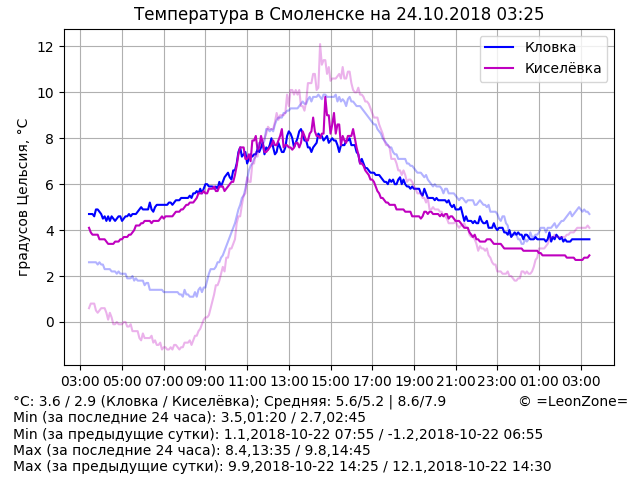 Температура в Смоленске на 24.10.2018 03:25
Кловка
Киселёвка
градусов Цельсия, °C
12
10
8
6
4
2
0
03:00 05:00 07:00 09:00 11:00 13:00 15:00 17:00 19:00 21:00 23:00 01:00 03:00
°C: 3.6 / 2.9 (Кловка / Киселёвка); Средняя: 5.6/5.2 | 8.6/7.9 © =LeonZone=
Min (за последние 24 часа): 3.5,01:20 / 2.7,02:45
Min (за предыдущие сутки): 1.1,2018-10-22 07:55 / -1.2,2018-10-22 06:55
Max (за последние 24 часа): 8.4,13:35 / 9.8,14:45
Max (за предыдущие сутки): 9.9,2018-10-22 14:25 / 12.1,2018-10-22 14:30